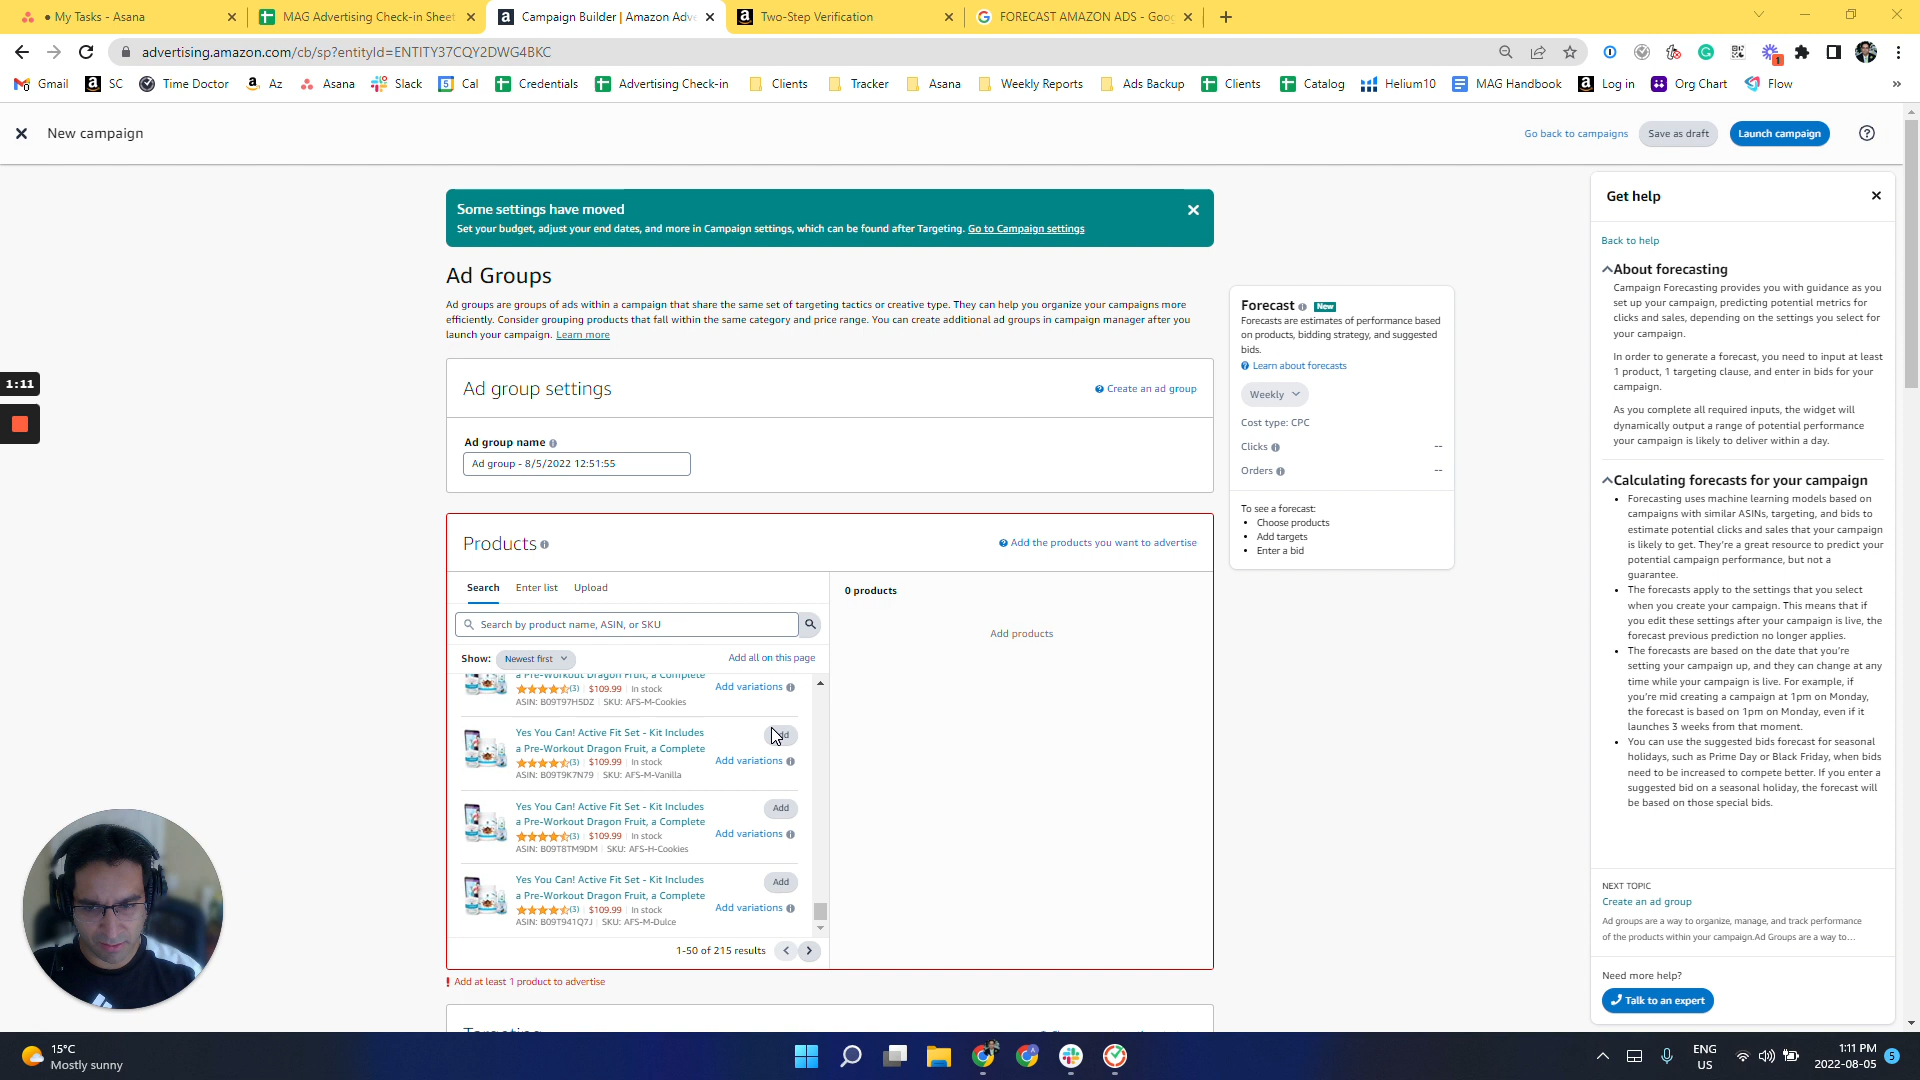 My Tasks - Asana
MAG Advertising Check-in Sheet
Campaign Builder | Amazon Adve
Two-Step Verification
FORECAST AMAZON ADS - Goog
advertising.amazon.com/cb/sp?entityId=ENTITY37CQY2DWG4BKC
Gmail
SC
Time Doctor
Az
Asana
Slack
Cal
Credentials
Advertising Check-in
Clients
Tracker
Asana
Weekly Reports
Ads Backup
Clients
Catalog
Helium10
MAG Handbook
Log in
Org Chart
Flow
New campaign
Go back to campaigns
Save as draft
Launch campaign
Some settings have moved
Set your budget, adjust your end dates, and more in Campaign settings, which can be found after Targeting. Go to Campaign settings
Ad Groups
Ad groups are groups of ads within a campaign that share the same set of targeting tactics or creative type. They can help you organize your campaigns more
efficiently. Consider grouping products that fall within the same category and price range. You can create additional ad groups in campaign manager after you
launch your campaign. Learn more
Ad group settings
Create an ad group
Ad group name
Ad group - 8/5/2022 12:51:55
Products
Add the products you want to advertise
Search
Enter list
Upload
Search by product name, ASIN, or SKU
Show:
Newest first
Add all on this page
a Pre-Workout Dragon Fruit, a Complete
(3) $109.99 In stock
ASIN: B09T97H5DZ | SKU: AFS-M-Cookies
Add variations
Yes You Can! Active Fit Set - Kit Includes
a Pre-Workout Dragon Fruit, a Complete
(3) $109.99 In stock
ASIN: B09T9K7N79 | SKU: AFS-M-Vanilla
Add variations
Yes You Can! Active Fit Set - Kit Includes
a Pre-Workout Dragon Fruit, a Complete
(3) $109.99 In stock
ASIN: B09T8TM9DM | SKU: AFS-H-Cookies
Add
Add variations
Yes You Can! Active Fit Set - Kit Includes
a Pre-Workout Dragon Fruit, a Complete
(3) $109.99 In stock
ASIN: B09T941Q7J | SKU: AFS-M-Dulce
Add
Add variations
1-50 of 215 results
0 products
Add products
Add at least 1 product to advertise
Forecast
New
Forecasts are estimates of performance based
on products, bidding strategy, and suggested
bids.
Learn about forecasts
Weekly
Cost type: CPC
Clicks --
Orders --
To see a forecast:
• Choose products
• Add targets
• Enter a bid
Get help
Back to help
About forecasting
Campaign Forecasting provides you with guidance as you
set up your campaign, predicting potential metrics for
clicks and sales, depending on the settings you select for
your campaign.
In order to generate a forecast, you need to input at least
1 product, 1 targeting clause, and enter in bids for your
campaign.
As you complete all required inputs, the widget will
dynamically output a range of potential performance
your campaign is likely to deliver within a day.
Calculating forecasts for your campaign
• Forecasting uses machine learning models based on
campaigns with similar ASINs, targeting, and bids to
estimate potential clicks and sales that your campaign
is likely to get. They're a great resource to predict your
potential campaign performance, but not a
guarantee.
• The forecasts apply to the settings that you select
when you create your campaign. This means that if
you edit these settings after your campaign is live, the
forecast previous prediction no longer applies.
• The forecasts are based on the date that you're
setting your campaign up, and they can change at any
time while your campaign is live. For example, if
you're mid creating a campaign at 1pm on Monday,
the forecast is based on 1pm on Monday, even if it
launches 3 weeks from that moment.
• You can use the suggested bids forecast for seasonal
holidays, such as Prime Day or Black Friday, when bids
need to be increased to compete better. If you enter a
suggested bid on a seasonal holiday, the forecast will
be based on those special bids.
NEXT TOPIC
Create an ad group
Ad groups are a way to organize, manage, and track performance
of the products within your campaign.Ad Groups are a way to...
Need more help?
Talk to an expert
1:11
15°C
Mostly sunny
ENG
US
1:11 PM
2022-08-05
5